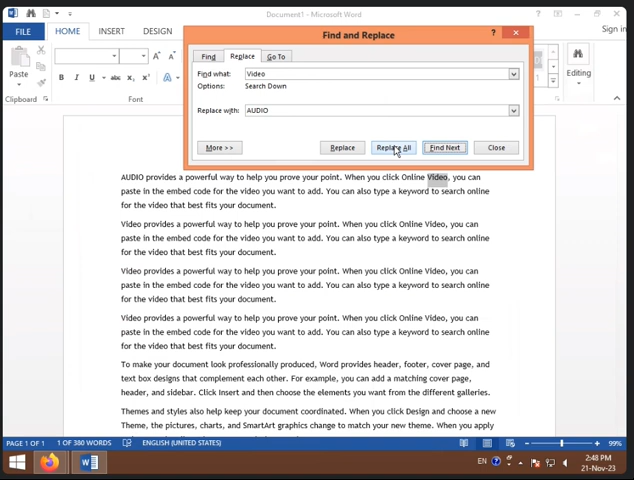 Document1 - Microsoft Word
Sign in
FILE HOME INSERT DESIGN
Find and Replace
Find Replace Go To
Find what: Video
Options: Search Down
Replace with: AUDIO
More >> Replace Replace All Find Next Close
Paste
Editing
B I U abc x₂ x² A
Clipboard Font
AUDIO provides a powerful way to help you prove your point. When you click Online Video, you can
paste in the embed code for the video you want to add. You can also type a keyword to search online
for the video that best fits your document.
Video provides a powerful way to help you prove your point. When you click Online Video, you can
paste in the embed code for the video you want to add. You can also type a keyword to search online
for the video that best fits your document.
Video provides a powerful way to help you prove your point. When you click Online Video, you can
paste in the embed code for the video you want to add. You can also type a keyword to search online
for the video that best fits your document.
Video provides a powerful way to help you prove your point. When you click Online Video, you can
paste in the embed code for the video you want to add. You can also type a keyword to search online
for the video that best fits your document.
To make your document look professionally produced, Word provides header, footer, cover page, and
text box designs that complement each other. For example, you can add a matching cover page,
header, and sidebar. Click Insert and then choose the elements you want from the different galleries.
Themes and styles also help keep your document coordinated. When you click Design and choose a new
Theme, the pictures, charts, and SmartArt graphics change to match your new theme. When you apply
PAGE 1 OF 1 1 OF 380 WORDS ENGLISH (UNITED STATES) 99%
EN 2:48 PM
21-Nov-23